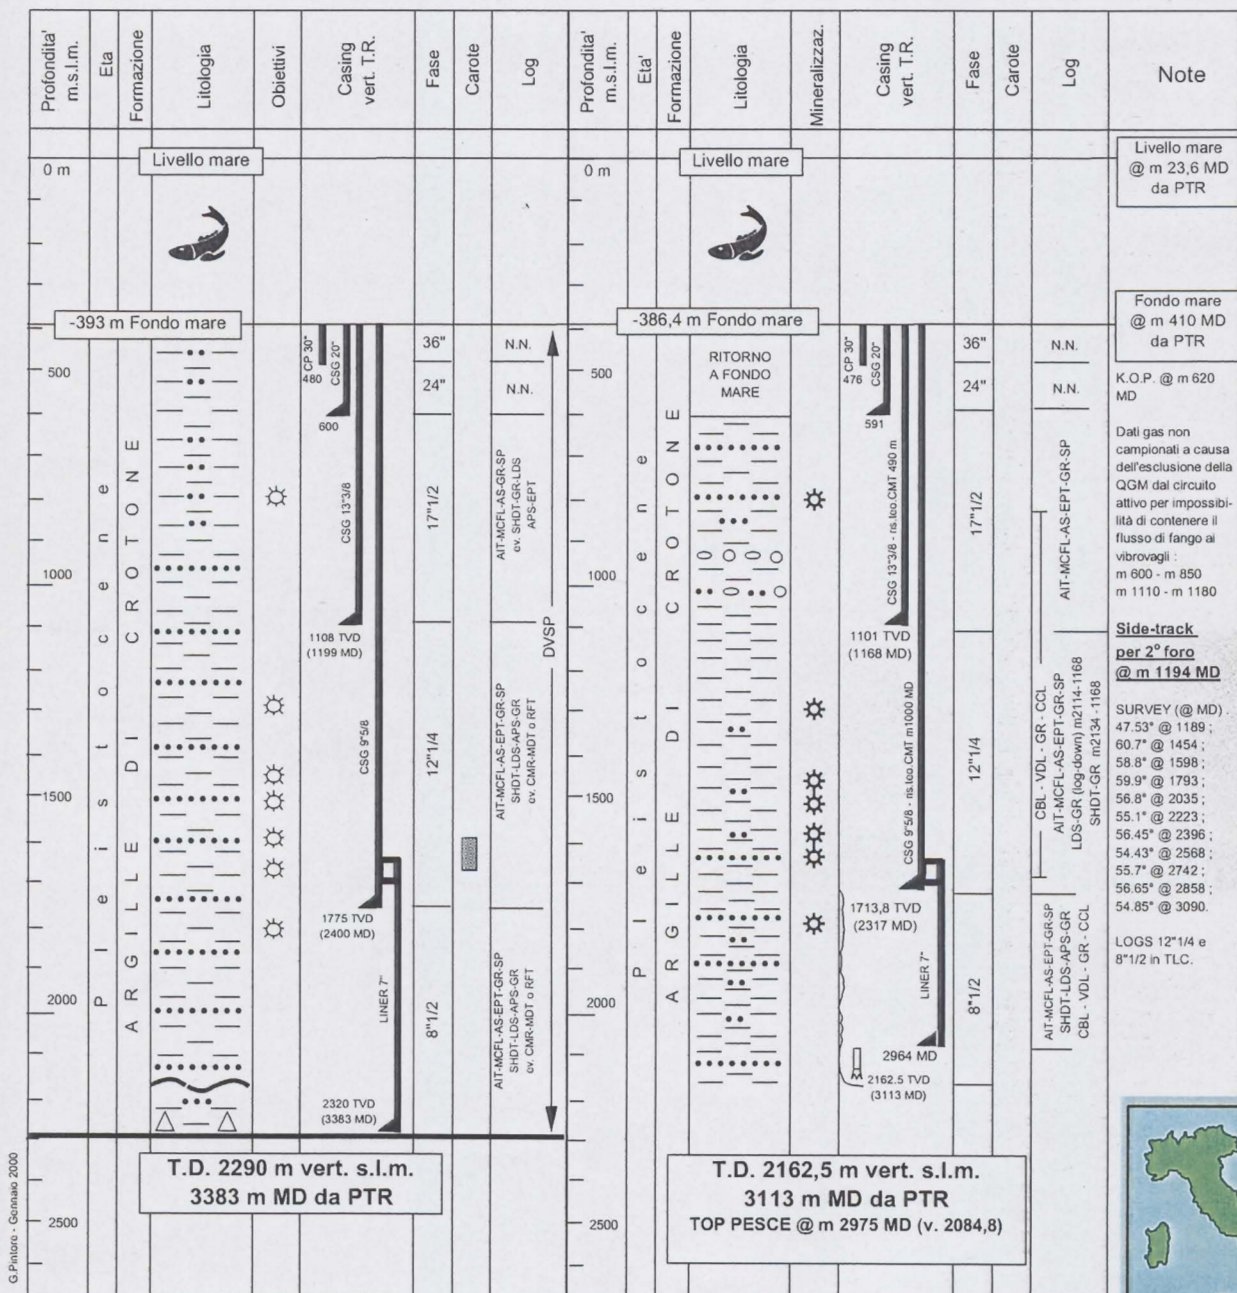 Profondita'
m.s.l.m.
Eta
Formazione
Litologia
Obiettivi
Casing
vert. T.R.
Fase
Carote
Log
Profondita'
m.s.l.m.
Eta'
Formazione
Litologia
Mineralizzaz.
Casing
vert. T.R.
Fase
Carote
Log
Note
0 m
500
1000
1500
2000
2500
Pleistocene
ARGILLE DI CROTONE
Livello mare
-393 m Fondo mare
CP 30"
480
CSG 20"
600
CSG 13"3/8
1108 TVD
(1199 MD)
CSG 9"5/8
1775 TVD
(2400 MD)
LINER 7"
2320 TVD
(3383 MD)
36"
24"
17"1/2
12"1/4
8"1/2
N.N.
N.N.
AIT-MCFL-AS-GR-SP
ev. SHDT-GR-LDS
APS-EPT
AIT-MCFL-AS-EPT-GR-SP
SHDT-LDS-APS-GR
ev. CMR-MDT o RFT
AIT-MCFL-AS-EPT-GR-SP
SHDT-LDS-APS-GR
ev. CMR-MDT o RFT
DVSP
T.D. 2290 m vert. s.l.m.
3383 m MD da PTR
0 m
500
1000
1500
2000
2500
Pleistocene
ARGILLE DI CROTONE
Livello mare
-386,4 m Fondo mare
RITORNO
A FONDO
MARE
CP 30"
476
CSG 20"
591
CSG 13"3/8 - ris.too.CMT 490 m
1101 TVD
(1168 MD)
CSG 9"5/8 - ris.too.CMT m1000 MD
1713,8 TVD
(2317 MD)
LINER 7"
2964 MD
2162.5 TVD
(3113 MD)
36"
24"
17"1/2
12"1/4
8"1/2
N.N.
N.N.
AIT-MCFL-AS-EPT-GR-SP
CBL - VDL - GR - CCL
AIT-MCFL-AS-EPT-GR-SP
LDS-GR (log-down) m2114-1168
SHDT-GR m2134 -1168
AIT-MCFL-AS-EPT-GR-SP
SHDT-LDS-APS-GR
CBL - VDL - GR - CCL
T.D. 2162,5 m vert. s.l.m.
3113 m MD da PTR
TOP PESCE @ m 2975 MD (v. 2084,8)
Livello mare
@ m 23,6 MD
da PTR
Fondo mare
@ m 410 MD
da PTR
K.O.P. @ m 620
MD
Dati gas non
campionati a causa
dell'esclusione della
QGM dal circuito
attivo per impossibi-
lità di contenere il
flusso di fango ai
vibrovagli :
m 600 - m 850
m 1110 - m 1180
Side-track
per 2° foro
@ m 1194 MD
SURVEY (@ MD)
47.53° @ 1189 ;
60.7° @ 1454 ;
58.8° @ 1598 ;
59.9° @ 1793 ;
56.8° @ 2035 ;
55.1° @ 2223 ;
56.45° @ 2396 ;
54.43° @ 2568 ;
55.7° @ 2742 ;
56.65° @ 2858 ;
54.85° @ 3090.
LOGS 12"1/4 e
8"1/2 in TLC.
G.Pintore - Gennaio 2000